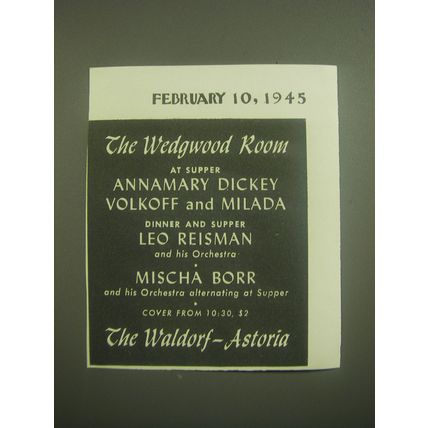 FEBRUARY 10, 1945
The Wedgwood Room
AT SUPPER
ANNAMARY DICKEY
VOLKOFF and MILADA
DINNER AND SUPPER
LEO REISMAN
and his Orchestra
•
MISCHA BORR
and his Orchestra alternating at Supper
•
COVER FROM 10:30, $2
The Waldorf-Astoria